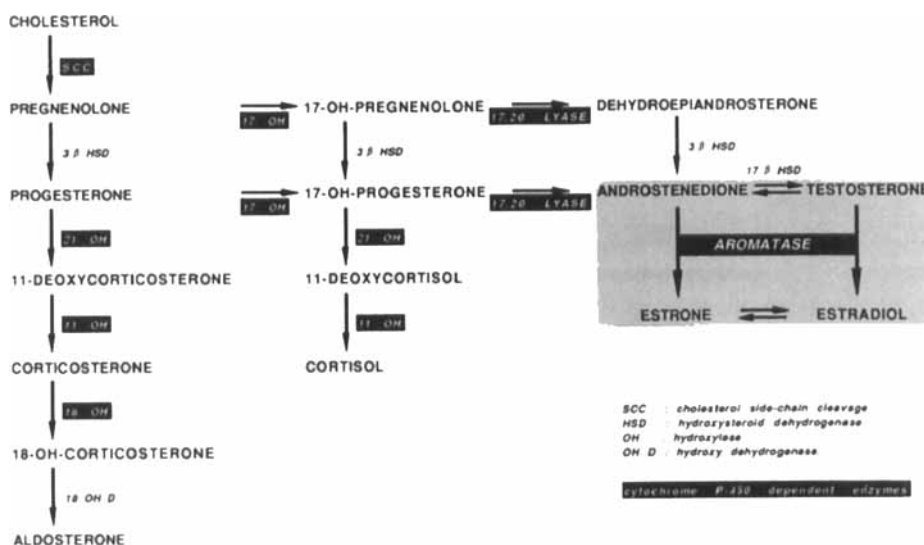 CHOLESTEROL
SCC
PREGNENOLONE 17-OH-PREGNENOLONE DEHYDROEPIANDROSTERONE
17 OH 17,20 LYASE
3 β HSD 3 β HSD 3 β HSD
17 β HSD
PROGESTERONE 17-OH-PROGESTERONE ANDROSTENEDIONE TESTOSTERONE
17 OH 17,20 LYASE
21 OH 21 OH AROMATASE
11-DEOXYCORTICOSTERONE 11-DEOXYCORTISOL
11 OH 11 OH ESTRONE ESTRADIOL
CORTICOSTERONE CORTISOL
18 OH
18-OH-CORTICOSTERONE
18 OH D
ALDOSTERONE
SCC : cholesterol side-chain cleavage
HSD : hydroxysteroid dehydrogenase
OH : hydroxylase
OH D : hydroxy dehydrogenase
cytochrome P-450 dependent enzymes